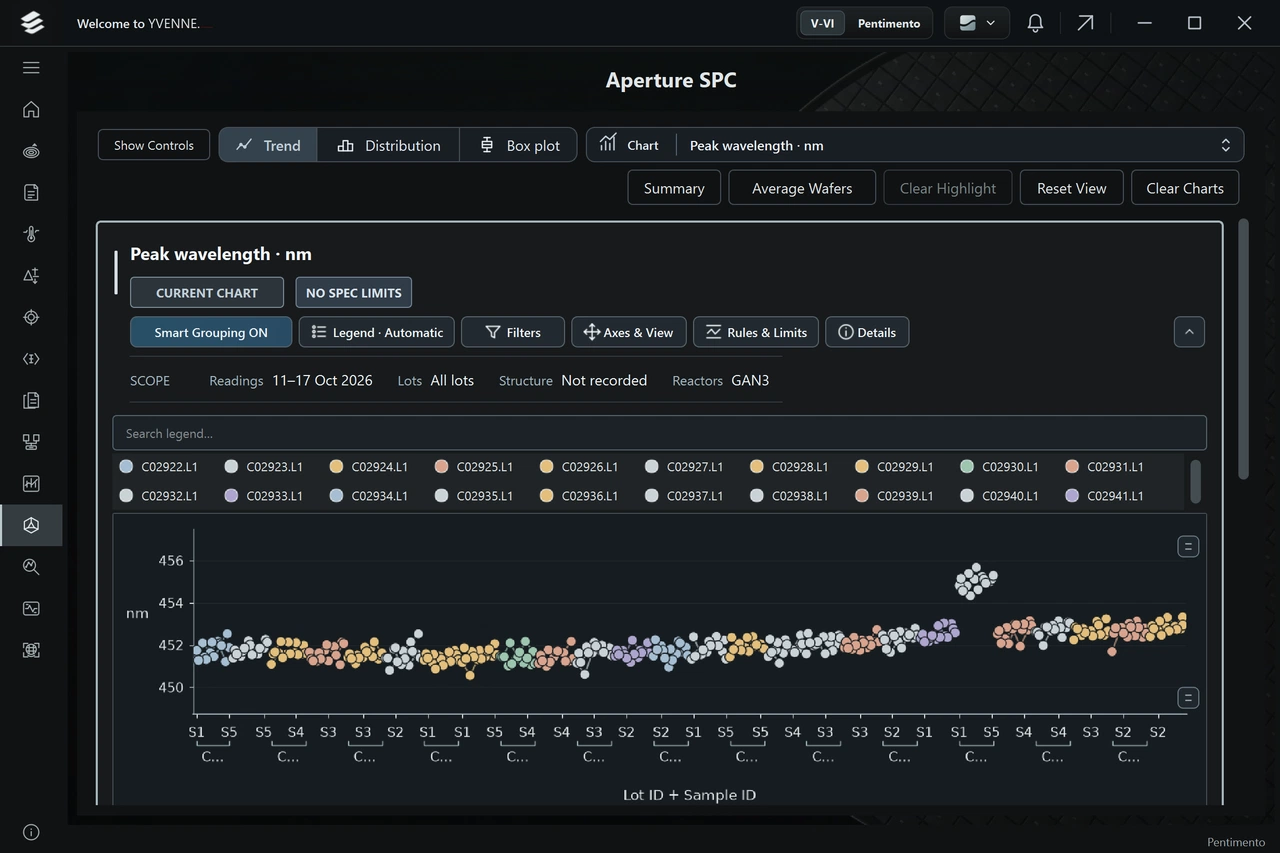 Welcome to YVENNE.
V-VI Pentimento
Aperture SPC
Show Controls Trend Distribution Box plot Chart Peak wavelength · nm
Summary Average Wafers Clear Highlight Reset View Clear Charts
Peak wavelength · nm
CURRENT CHART NO SPEC LIMITS
Smart Grouping ON Legend · Automatic Filters Axes & View Rules & Limits Details
SCOPE Readings 11–17 Oct 2026 Lots All lots Structure Not recorded Reactors GAN3
Search legend...
C02922.L1 C02923.L1 C02924.L1 C02925.L1 C02926.L1 C02927.L1 C02928.L1 C02929.L1 C02930.L1 C02931.L1
C02932.L1 C02933.L1 C02934.L1 C02935.L1 C02936.L1 C02937.L1 C02938.L1 C02939.L1 C02940.L1 C02941.L1
456
454
nm
452
450
S1 S5 S5 S4 S3 S3 S2 S1 S1 S5 S4 S4 S3 S2 S2 S1 S5 S5 S4 S3 S3 S2 S1 S1 S5 S4 S4 S3 S2 S2
C... C... C... C... C... C... C... C... C... C... C... C... C...
Lot ID + Sample ID
Pentimento